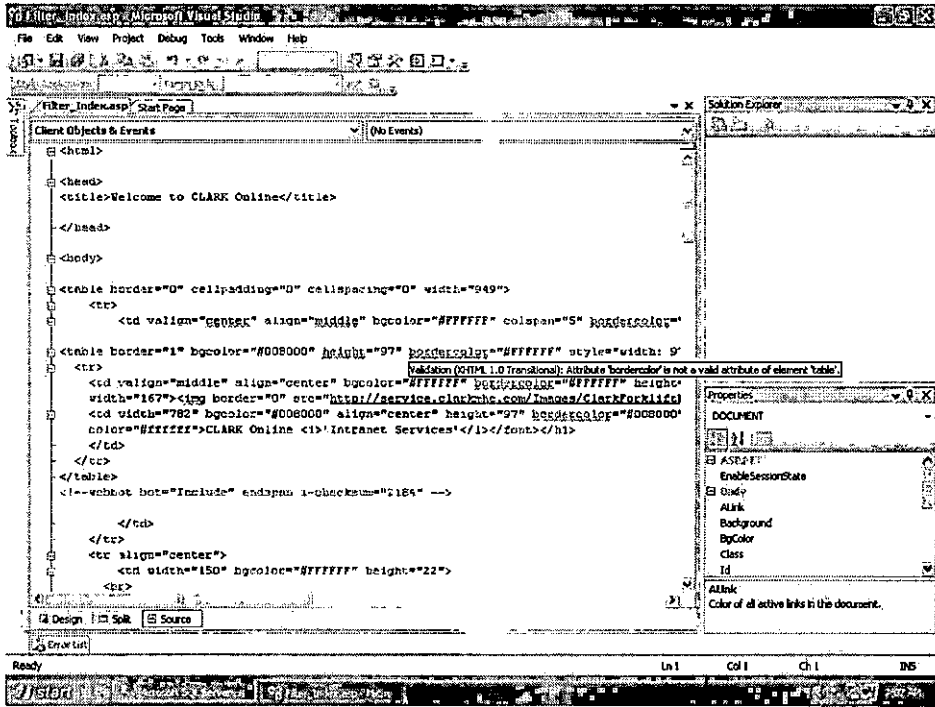 Filter_Index.asp - Microsoft Visual Studio
File Edit View Project Debug Tools Window Help
Filter_Index.asp Start Page
Solution Explorer
Client Objects & Events
(No Events)
<html>
<head>
<title>Welcome to CLARK Online</title>
</head>
<body>
<table border="0" cellpadding="0" cellspacing="0" width="949">
<tr>
<td valign="center" align="middle" bgcolor="#FFFFFF" colspan="5" bordercolor="
<table border="1" bgcolor="#008000" height="97" bordercolor="#FFFFFF" style="width: 9
Validation (XHTML 1.0 Transitional): Attribute 'bordercolor' is not a valid attribute of element 'table'.
<tr>
<td valign="middle" align="center" bgcolor="#FFFFFF" bordercolor="#FFFFFF" height
width="167"><img border="0" src="http://service.clarkmhc.com/Images/ClarkForklift
<td width="782" bgcolor="#008000" align="center" height="97" bordercolor="#008000"
color="#ffffff">CLARK Online <i>'Intranet Services'</i></font></h1>
</td>
</tr>
</table>
<!--webbot bot="Include" endspan i-checksum="2184" -->
</td>
</tr>
<tr align="center">
<td width="150" bgcolor="#FFFFFF" height="22">
<br>
Design Split Source
Properties
DOCUMENT
ASP.NET
EnableSessionState
Body
ALink
Background
BgColor
Class
Id
ALink
Color of all active links in the document.
Error List
Ready Ln 1 Col 1 Ch 1 INS
start